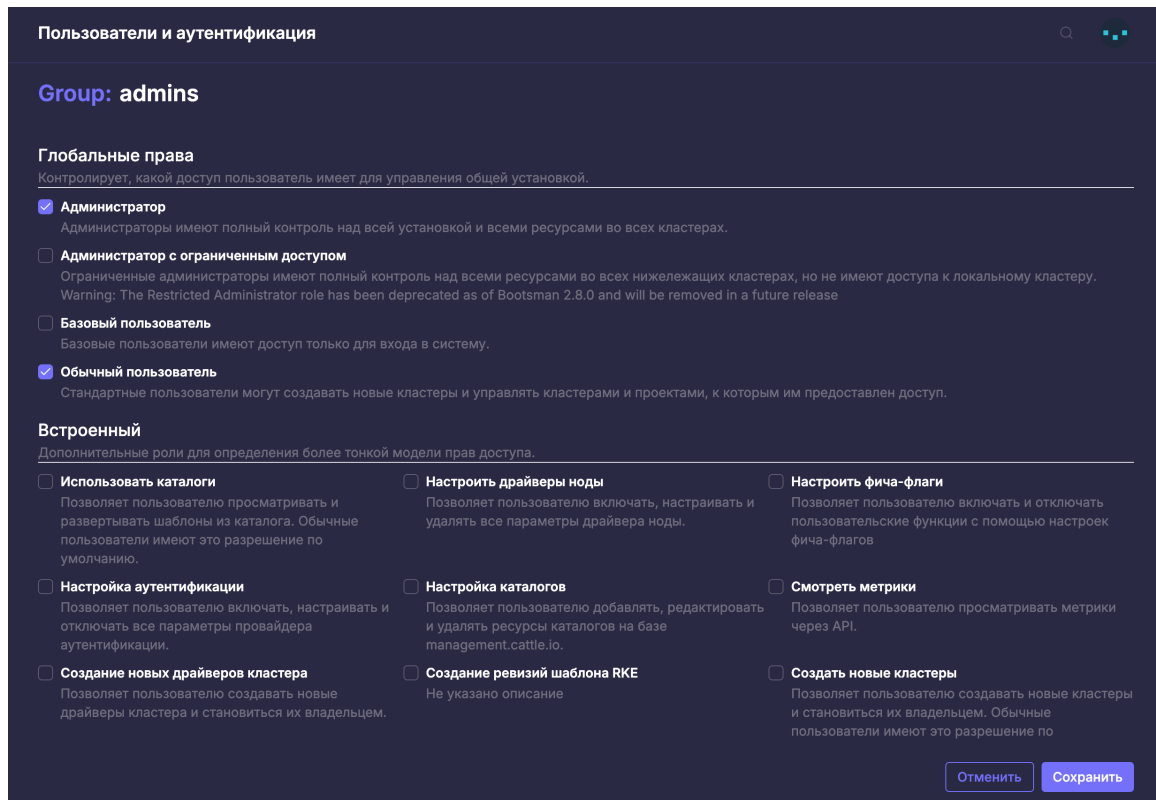 Пользователи и аутентификация
Group: admins
Глобальные права
Контролирует, какой доступ пользователь имеет для управления общей установкой.
Администратор
Администраторы имеют полный контроль над всей установкой и всеми ресурсами во всех кластерах.
Администратор с ограниченным доступом
Ограниченные администраторы имеют полный контроль над всеми ресурсами во всех нижележащих кластерах, но не имеют доступа к локальному кластеру.
Warning: The Restricted Administrator role has been deprecated as of Bootsman 2.8.0 and will be removed in a future release
Базовый пользователь
Базовые пользователи имеют доступ только для входа в систему.
Обычный пользователь
Стандартные пользователи могут создавать новые кластеры и управлять кластерами и проектами, к которым им предоставлен доступ.
Встроенный
Дополнительные роли для определения более тонкой модели прав доступа.
Использовать каталоги
Позволяет пользователю просматривать и
развертывать шаблоны из каталога. Обычные
пользователи имеют это разрешение по
умолчанию.
Настроить драйверы ноды
Позволяет пользователю включать, настраивать и
удалять все параметры драйвера ноды.
Настроить фича-флаги
Позволяет пользователю включать и отключать
пользовательские функции с помощью настроек
фича-флагов
Настройка аутентификации
Позволяет пользователю включать, настраивать и
отключать все параметры провайдера
аутентификации.
Настройка каталогов
Позволяет пользователю добавлять, редактировать
и удалять ресурсы каталогов на базе
management.cattle.io.
Смотреть метрики
Позволяет пользователю просматривать метрики
через API.
Создание новых драйверов кластера
Позволяет пользователю создавать новые
драйверы кластера и становиться их владельцем.
Создание ревизий шаблона RKE
Не указано описание
Создать новые кластеры
Позволяет пользователю создавать новые кластеры
и становиться их владельцем. Обычные
пользователи имеют это разрешение по
Отменить
Сохранить